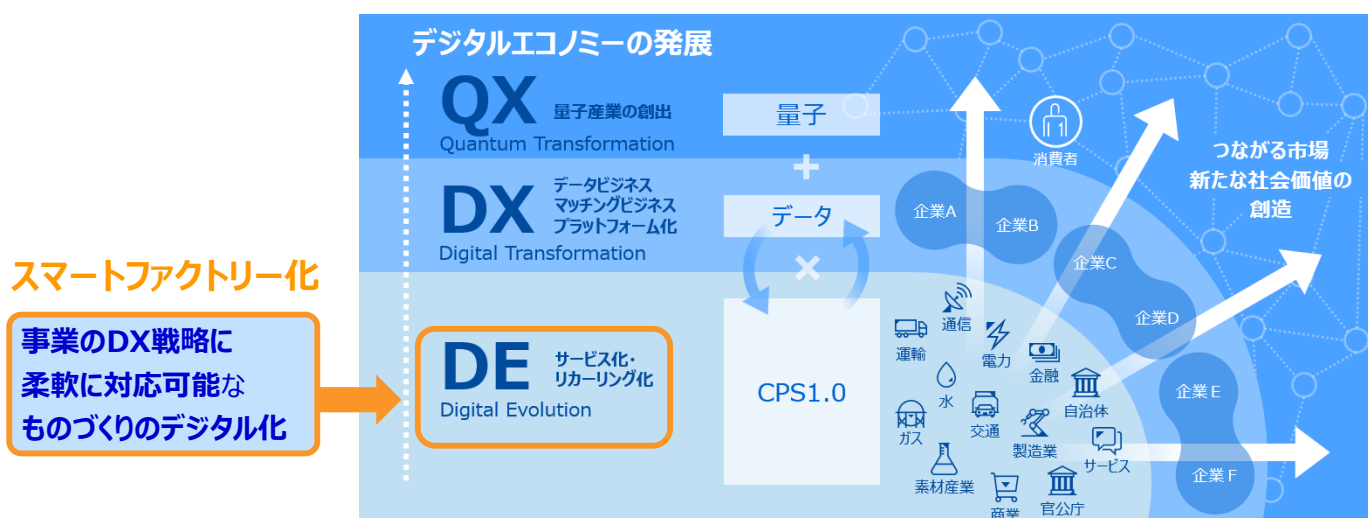 デジタルエコノミーの発展
QX
量子産業の創出
Quantum Transformation
量子
+
消費者
つながる市場
新たな社会価値の
創造
DX
データビジネス
マッチングビジネス
プラットフォーム化
Digital Transformation
データ
×
企業A
企業B
企業C
企業D
企業E
企業F
スマートファクトリー化
事業のDX戦略に
柔軟に対応可能な
ものづくりのデジタル化
DE
サービス化・
リカーリング化
Digital Evolution
CPS1.0
通信
運輸
電力
金融
水
自治体
交通
ガス
製造業
サービス
素材産業
商業
官公庁